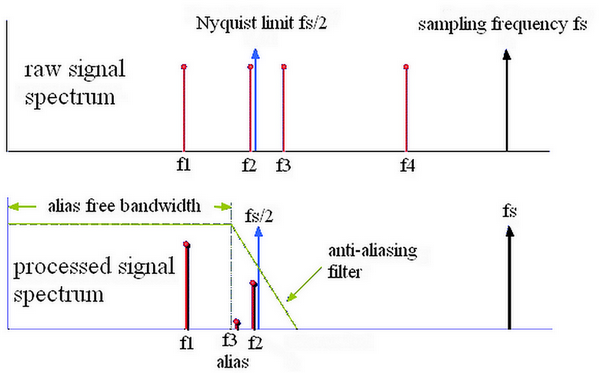 Nyquist limit fs/2
sampling frequency fs
raw signal
spectrum
f1
f2
f3
f4
alias free bandwidth
fs/2
fs
anti-aliasing
filter
processed signal
spectrum
f1
f3
f2
alias